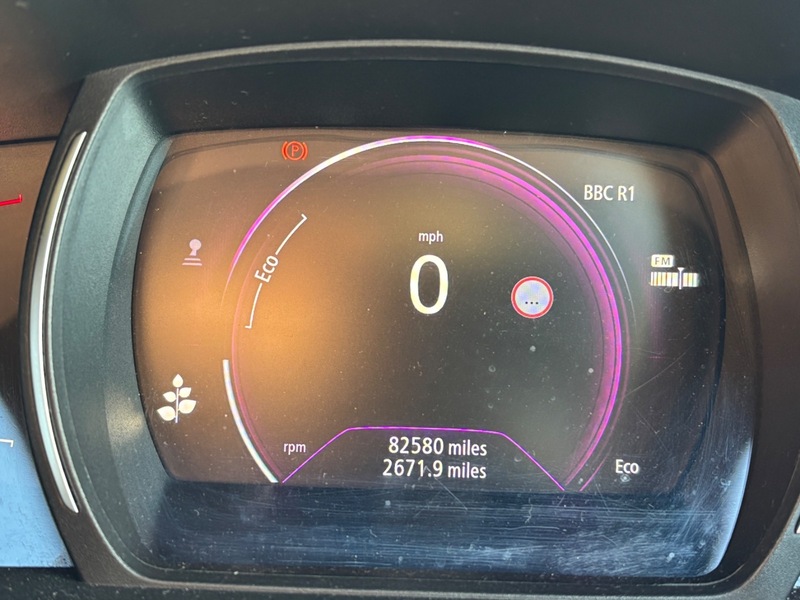 P
BBC R1
mph
FM
Eco
0
...
rpm
82580 miles
2671.9 miles
Eco